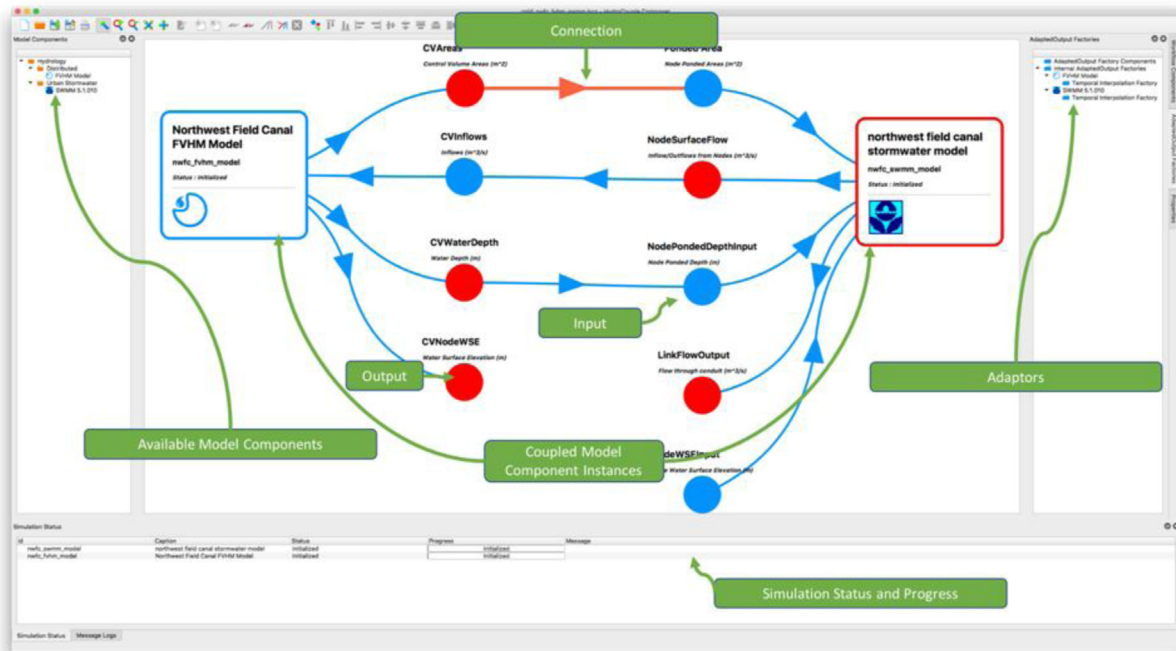 Connection
Model Components
AdaptedOutput Factories
Hydrology
Distributed
FVHM Model
Urban Stormwater
SWMM 5.1.010
CVAreas
Control Volume Areas (m^2)
Ponded Area
Node Ponded Areas (m^2)
AdaptedOutput Factory Components
Internal AdaptedOutput Factories
FVHM Model
Temporal Interpolation Factory
SWMM 5.1.010
Temporal Interpolation Factory
Northwest Field Canal
FVHM Model
nwfc_fvhm_model
Status : Initialized
CVInflows
Inflows (m^3/s)
NodeSurfaceFlow
Inflow/Outflows from Nodes (m^3/s)
northwest field canal
stormwater model
nwfc_swmm_model
Status : Initialized
CVWaterDepth
Water Depth (m)
NodePondedDepthInput
Node Ponded Depth (m)
Input
CVNodeWSE
Water Surface Elevation (m)
LinkFlowOutput
Flow through conduit (m^3/s)
Output
Adaptors
Available Model Components
Coupled Model
Component Instances
deWSEInput
Water Surface Elevation (m)
Simulation Status
Id Caption Status Progress Message
nwfc_swmm_model northwest field canal stormwater model Initialized Initialized
nwfc_fvhm_model Northwest Field Canal FVHM Model Initialized Initialized
Simulation Status and Progress
Simulation Status Message Logs